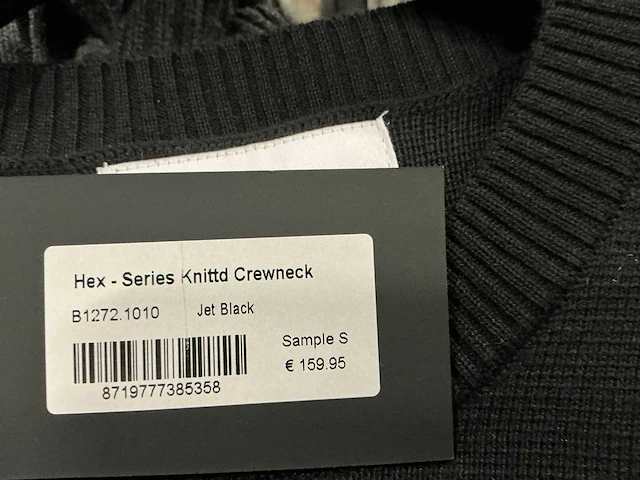 Hex - Series Knittd Crewneck
B1272.1010 Jet Black
Sample S
€ 159.95
8719777385358